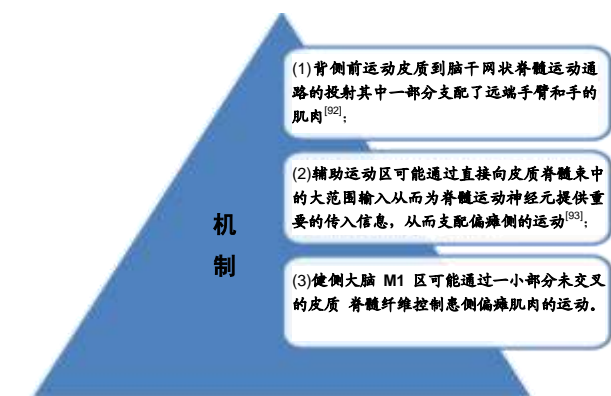 机
制
(1)背侧前运动皮质到脑干网状脊髓运动通
路的投射其中一部分支配了远端手臂和手的
肌肉[92];
(2)辅助运动区可能通过直接向皮质脊髓束中
的大范围输入从而为脊髓运动神经元提供重
要的传入信息，从而支配偏瘫侧的运动[93];
(3)健侧大脑 M1 区可能通过一小部分未交叉
的皮质 脊髓纤维控制患侧偏瘫肌肉的运动。